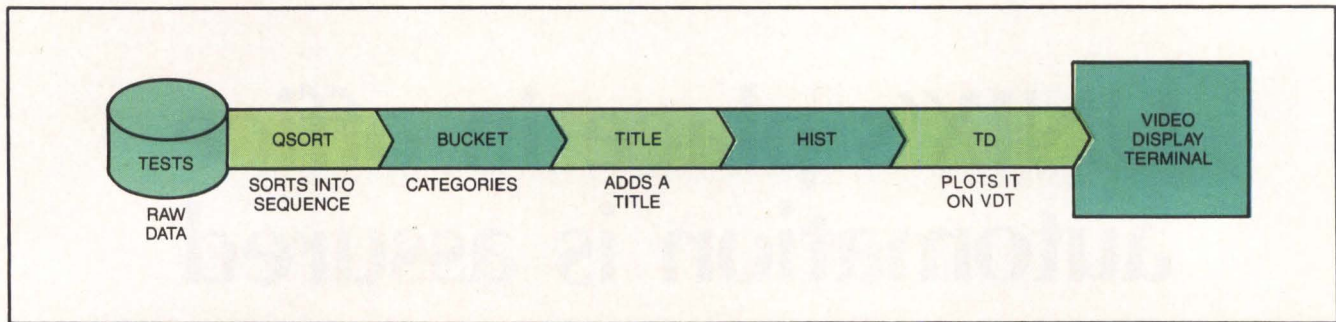 TESTS
RAW
DATA
QSORT
SORTS INTO
SEQUENCE
BUCKET
CATEGORIES
TITLE
ADDS A
TITLE
HIST
TD
PLOTS IT
ON VDT
VIDEO
DISPLAY
TERMINAL